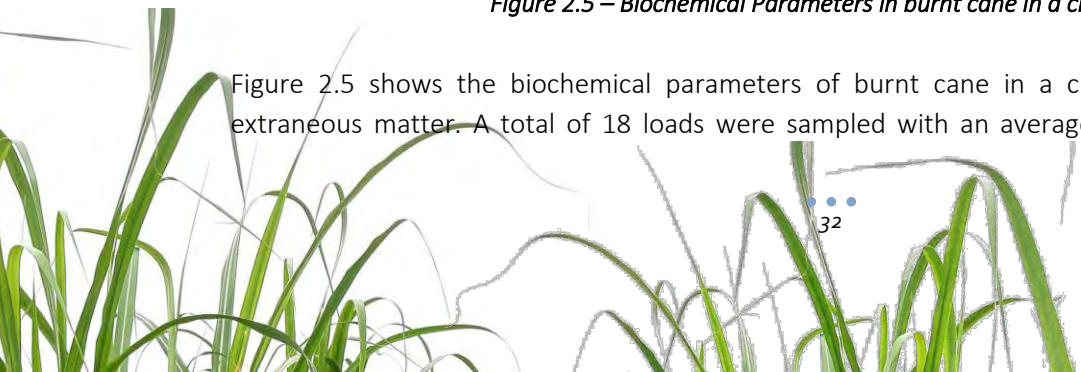 Figure 2.5 – Biochemical Parameters in burnt cane in a
Figure 2.5 shows the biochemical parameters of burnt cane in a c
extraneous matter. A total of 18 loads were sampled with an average
32